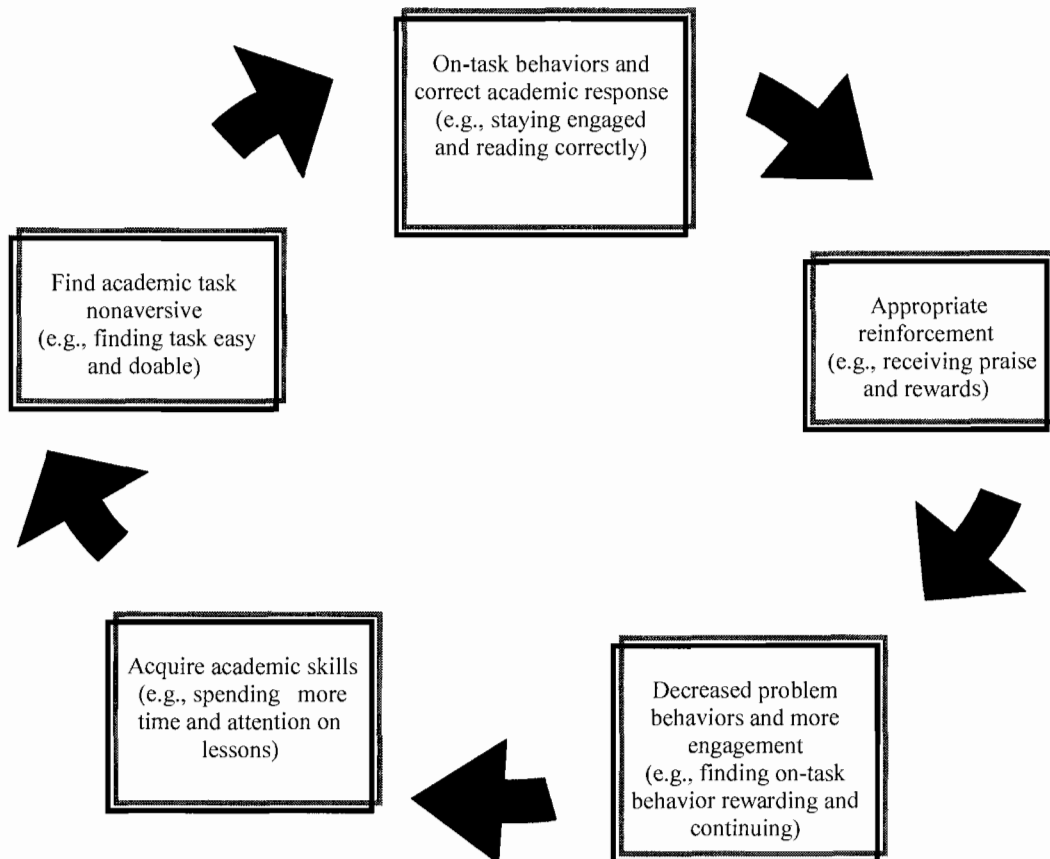 On-task behaviors and
correct academic response
(e.g., staying engaged
and reading correctly)
Appropriate
reinforcement
(e.g., receiving praise
and rewards)
Decreased problem
behaviors and more
engagement
(e.g., finding on-task
behavior rewarding and
continuing)
Acquire academic skills
(e.g., spending more
time and attention on
lessons)
Find academic task
nonaversive
(e.g., finding task easy
and doable)